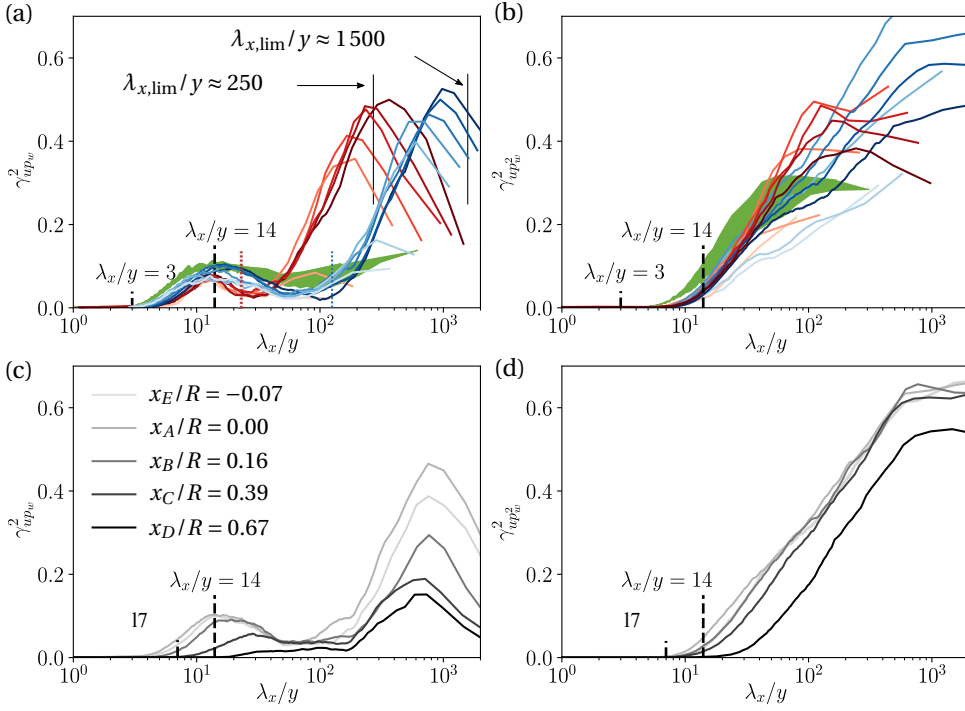 (a)
(b)
λx,lim/y ≈ 1500
λx,lim/y ≈ 250
λx/y = 14
λx/y = 3
γ²upw
0.0
0.2
0.4
0.6
10⁰
10¹
10²
10³
λx/y
λx/y = 14
λx/y = 3
γ²up²w
0.0
0.2
0.4
0.6
10⁰
10¹
10²
10³
λx/y
(c)
(d)
xE/R = −0.07
xA/R = 0.00
xB/R = 0.16
xC/R = 0.39
xD/R = 0.67
λx/y = 14
17
γ²upw
0.0
0.2
0.4
0.6
10⁰
10¹
10²
10³
λx/y
λx/y = 14
17
γ²up²w
0.0
0.2
0.4
0.6
10⁰
10¹
10²
10³
λx/y